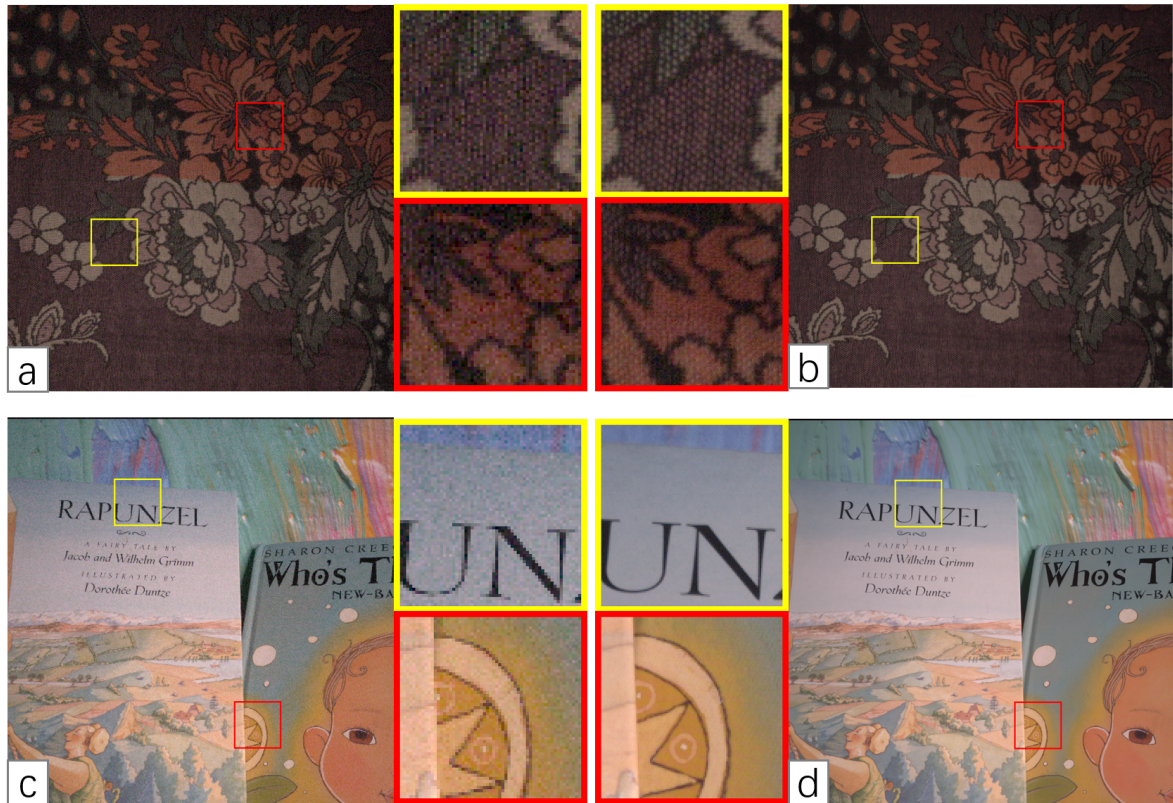 a
b
RAPUNZEL
A FAIRY TALE BY
Jacob and Wilhelm Grimm
ILLUSTRATED BY
Dorothée Duntze
SHARON CREE
WHO'S T
NEW-BA
UN
UN
RAPUNZEL
A FAIRY TALE BY
Jacob and Wilhelm Grimm
ILLUSTRATED BY
Dorothée Duntze
SHARON CREE
WHO'S T
NEW-BA
c
d